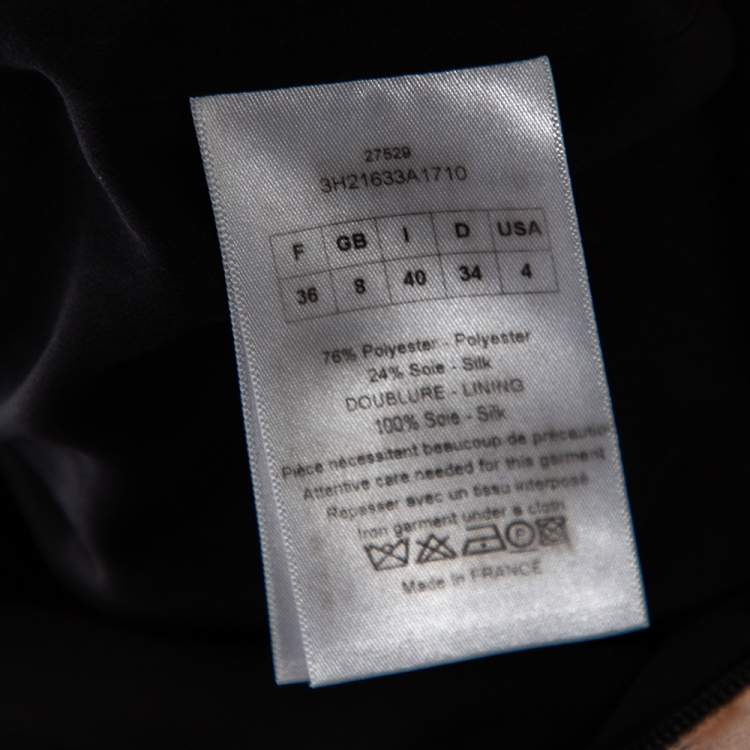 27529
3H21633A1710
F GB I D USA
36 8 40 34 4
76% Polyester - Polyester
24% Soie - Silk
DOUBLURE - LINING
100% Soie - Silk
Pièce nécessitant beaucoup de précaution
Attentive care needed for this garment
Repasser avec un tissu interposé
Iron garment under a cloth
F
Made in FRANCE